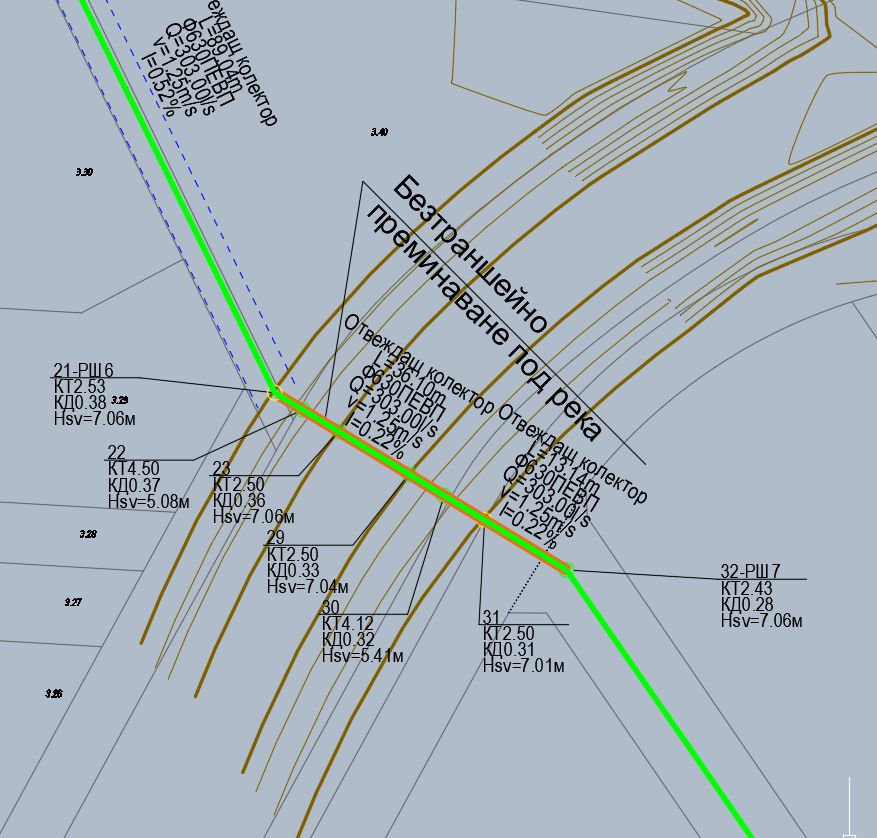 еждащ колектор
L=89.04m
Ф630ПЕВП
Q=303.00l/s
v=1.25m/s
I=0.52%
3.40
3.30
Безтраншейно
преминаване под река
Отвеждащ колектор
L=36.10m
Ф630ПЕВП
Q=303.00l/s
v=1.25m/s
I=0.22%
Отвеждащ колектор
L=13.14m
Ф630ПЕВП
Q=303.00l/s
v=1.25m/s
I=0.22%
21-РШ6
КТ2.53
КД0.38
Hsv=7.06м
3.29
22
КТ4.50
КД0.37
Hsv=5.08м
23
КТ2.50
КД0.36
Hsv=7.06м
3.28
29
КТ2.50
КД0.33
Hsv=7.04м
3.27
30
КТ4.12
КД0.32
Hsv=5.41м
31
КТ2.50
КД0.31
Hsv=7.01м
32-РШ7
КТ2.43
КД0.28
Hsv=7.06м